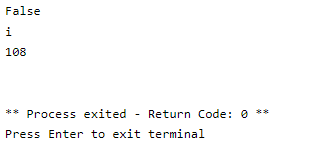 False
i
108
** Process exited - Return Code: 0 **
Press Enter to exit terminal